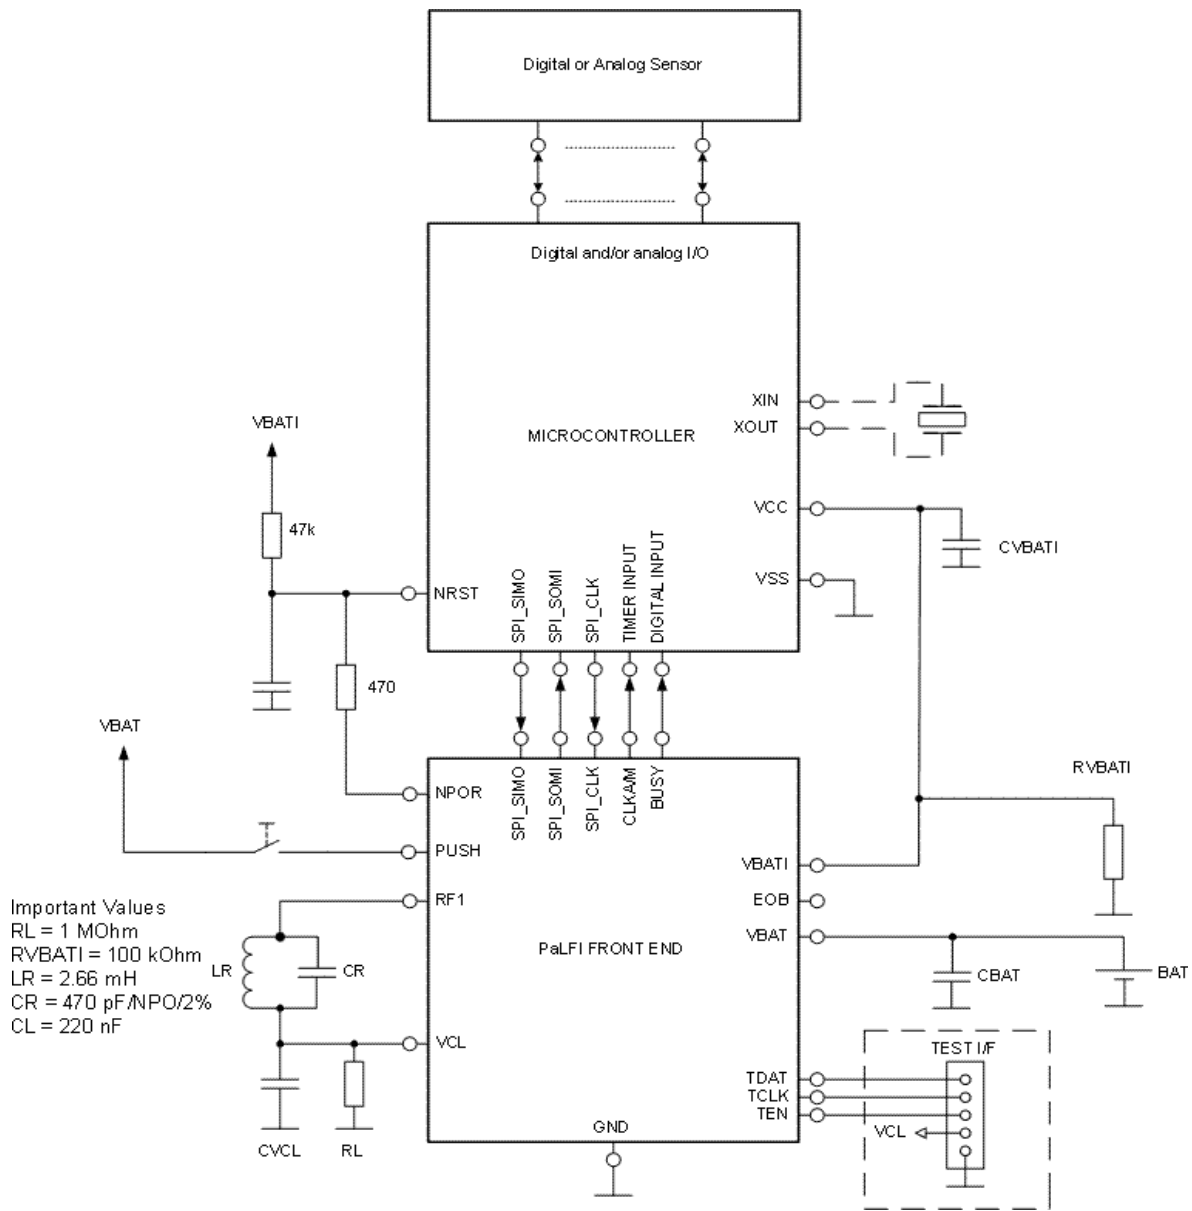 Digital or Analog Sensor
Digital and/or analog I/O
XIN
XOUT
MICROCONTROLLER
VBATI
47k
VCC
CVBATI
VSS
NRST
SPI_SIMO
SPI_SOMI
SPI_CLK
TIMER INPUT
DIGITAL INPUT
470
VBAT
RVBATI
NPOR
SPI_SIMO
SPI_SOMI
SPI_CLK
CLKA/M
BUSY
PUSH
VBATI
RF1
EOB
Important Values
RL = 1 MOhm
RVBATI = 100 kOhm
LR = 2.66 mH
CR = 470 pF/NPO/2%
CL = 220 nF
LR
CR
PaLFI FRONT END
VBAT
CBAT
BAT
VCL
TEST I/F
TDAT
TCLK
TEN
VCL
GND
CVCL
RL